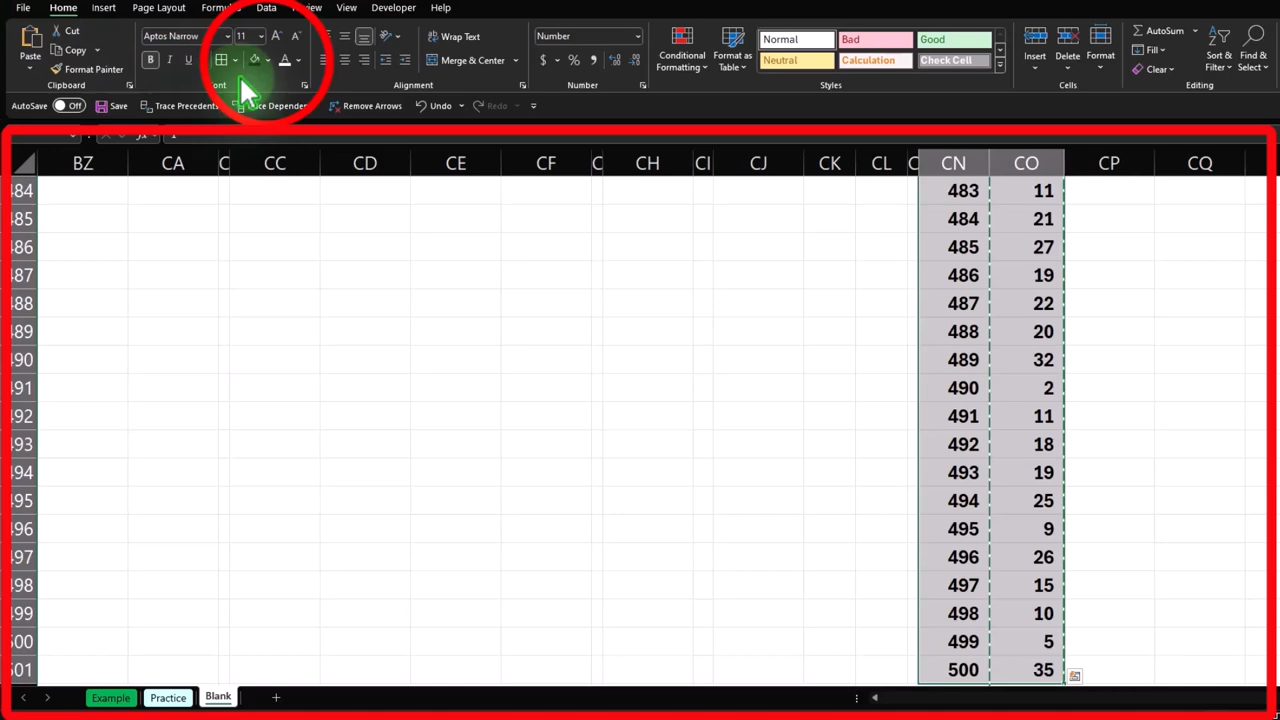 File Home Insert Page Layout Formulas Data Review View Developer Help
Cut
Copy
Format Painter
Paste
Clipboard
Aptos Narrow 11
Wrap Text
Merge & Center
Alignment
Number
Number
Conditional Formatting
Format as Table
Normal Bad Good
Neutral Calculation Check Cell
Styles
Insert Delete Format
Cells
AutoSum
Fill
Clear
Sort & Filter
Find & Select
Editing
AutoSave Off Save Trace Precedents Remove Arrows Undo Redo
BZ CA C CC CD CE CF C CH CI CJ CK CL C CN CO CP CQ
484 483 11
485 484 21
486 485 27
487 486 19
488 487 22
489 488 20
490 489 32
491 490 2
492 491 11
493 492 18
494 493 19
495 494 25
496 495 9
497 496 26
498 497 15
499 498 10
500 499 5
501 500 35
Example Practice Blank